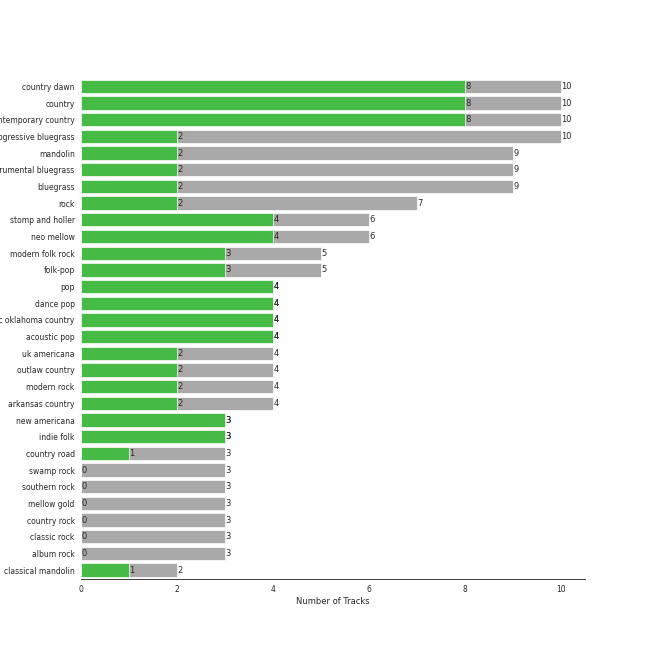 country dawn 8 10
country 8 10
ntemporary country 8 10
ogressive bluegrass 2 10
mandolin 2 9
rumental bluegrass 2 9
bluegrass 2 9
rock 2 7
stomp and holler 4 6
neo mellow 4 6
modern folk rock 3 5
folk-pop 3 5
pop 4
dance pop 4
c oklahoma country 4
acoustic pop 4
uk americana 2 4
outlaw country 2 4
modern rock 2 4
arkansas country 2 4
new americana 3
indie folk 3
country road 1 3
swamp rock 0 3
southern rock 0 3
mellow gold 0 3
country rock 0 3
classic rock 0 3
album rock 0 3
classical mandolin 1 2
0 2 4 6 8 10
Number of Tracks